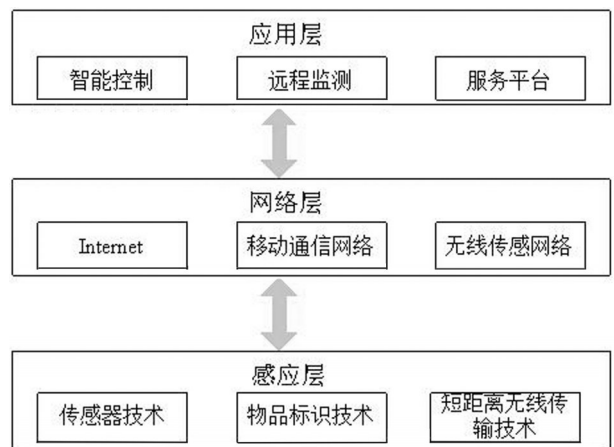 应用层
智能控制
远程监测
服务平台
网络层
Internet
移动通信网络
无线传感网络
感应层
传感器技术
物品标识技术
短距离无线传
输技术